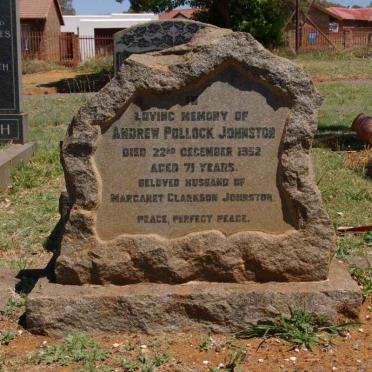 IN
LOVING MEMORY OF
ANDREW POLLOCK JOHNSTON
DIED 22ND DECEMBER 1952
AGED 71 YEARS.
BELOVED HUSBAND OF
MARGARET CLARKSON JOHNSTON.
PEACE, PERFECT PEACE.